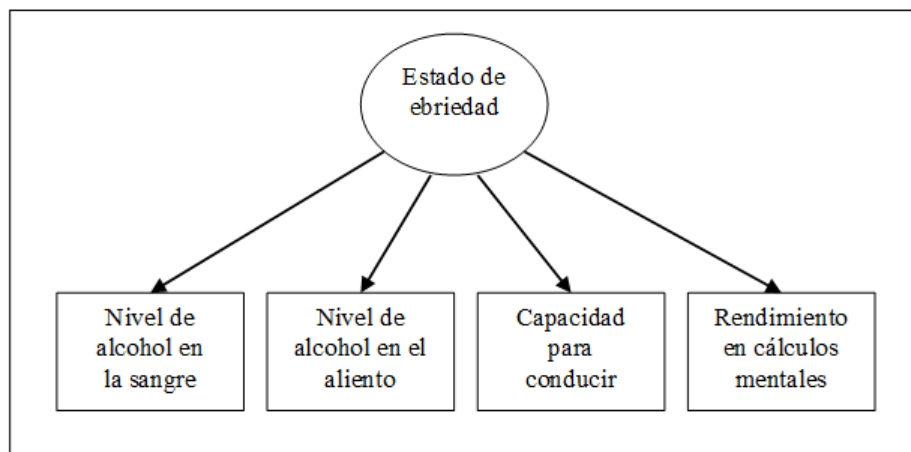 Estado de
ebriedad
Nivel de
alcohol en
la sangre
Nivel de
alcohol en el
aliento
Capacidad
para
conducir
Rendimiento
en cálculos
mentales